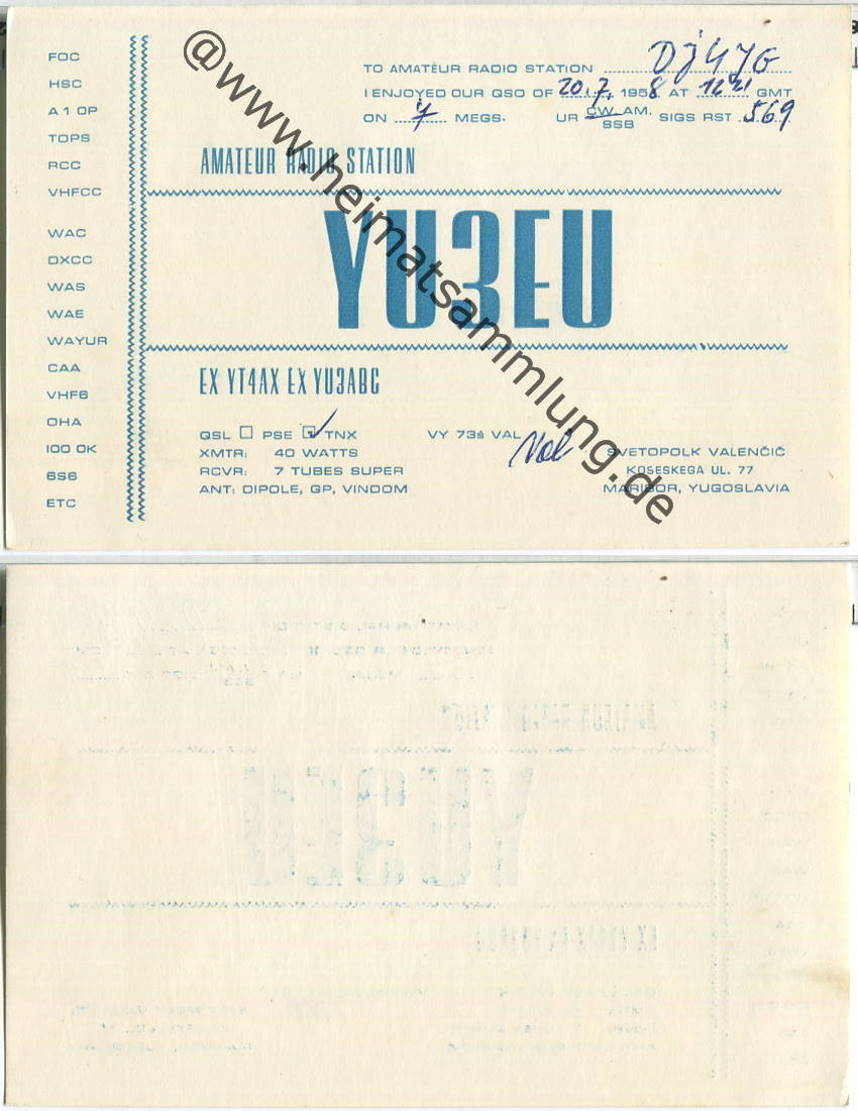 FOC
HSC
A 1 OP
TOPS
RCC
VHFCC
WAC
DXCC
WAS
WAE
WAYUR
CAA
VHF6
OHA
100 OK
6S6
ETC
TO AMATEUR RADIO STATION DJ4YG
I ENJOYED OUR QSO OF 20.7. 1958 AT 1221 GMT
ON 7 MEGS. UR CW. AM. SSB SIGS RST 569
AMATEUR RADIO STATION
YU3EU
EX YT4AX EX YU3ABC
QSL PSE ✓ TNX VY 73s VAL Val
XMTR: 40 WATTS
RCVR: 7 TUBES SUPER
ANT: DIPOLE, GP, VINDOM
SVETOPOLK VALENČIČ
KOSESKEGA UL. 77
MARIBOR, YUGOSLAVIA
@www.heimatsammlung.de